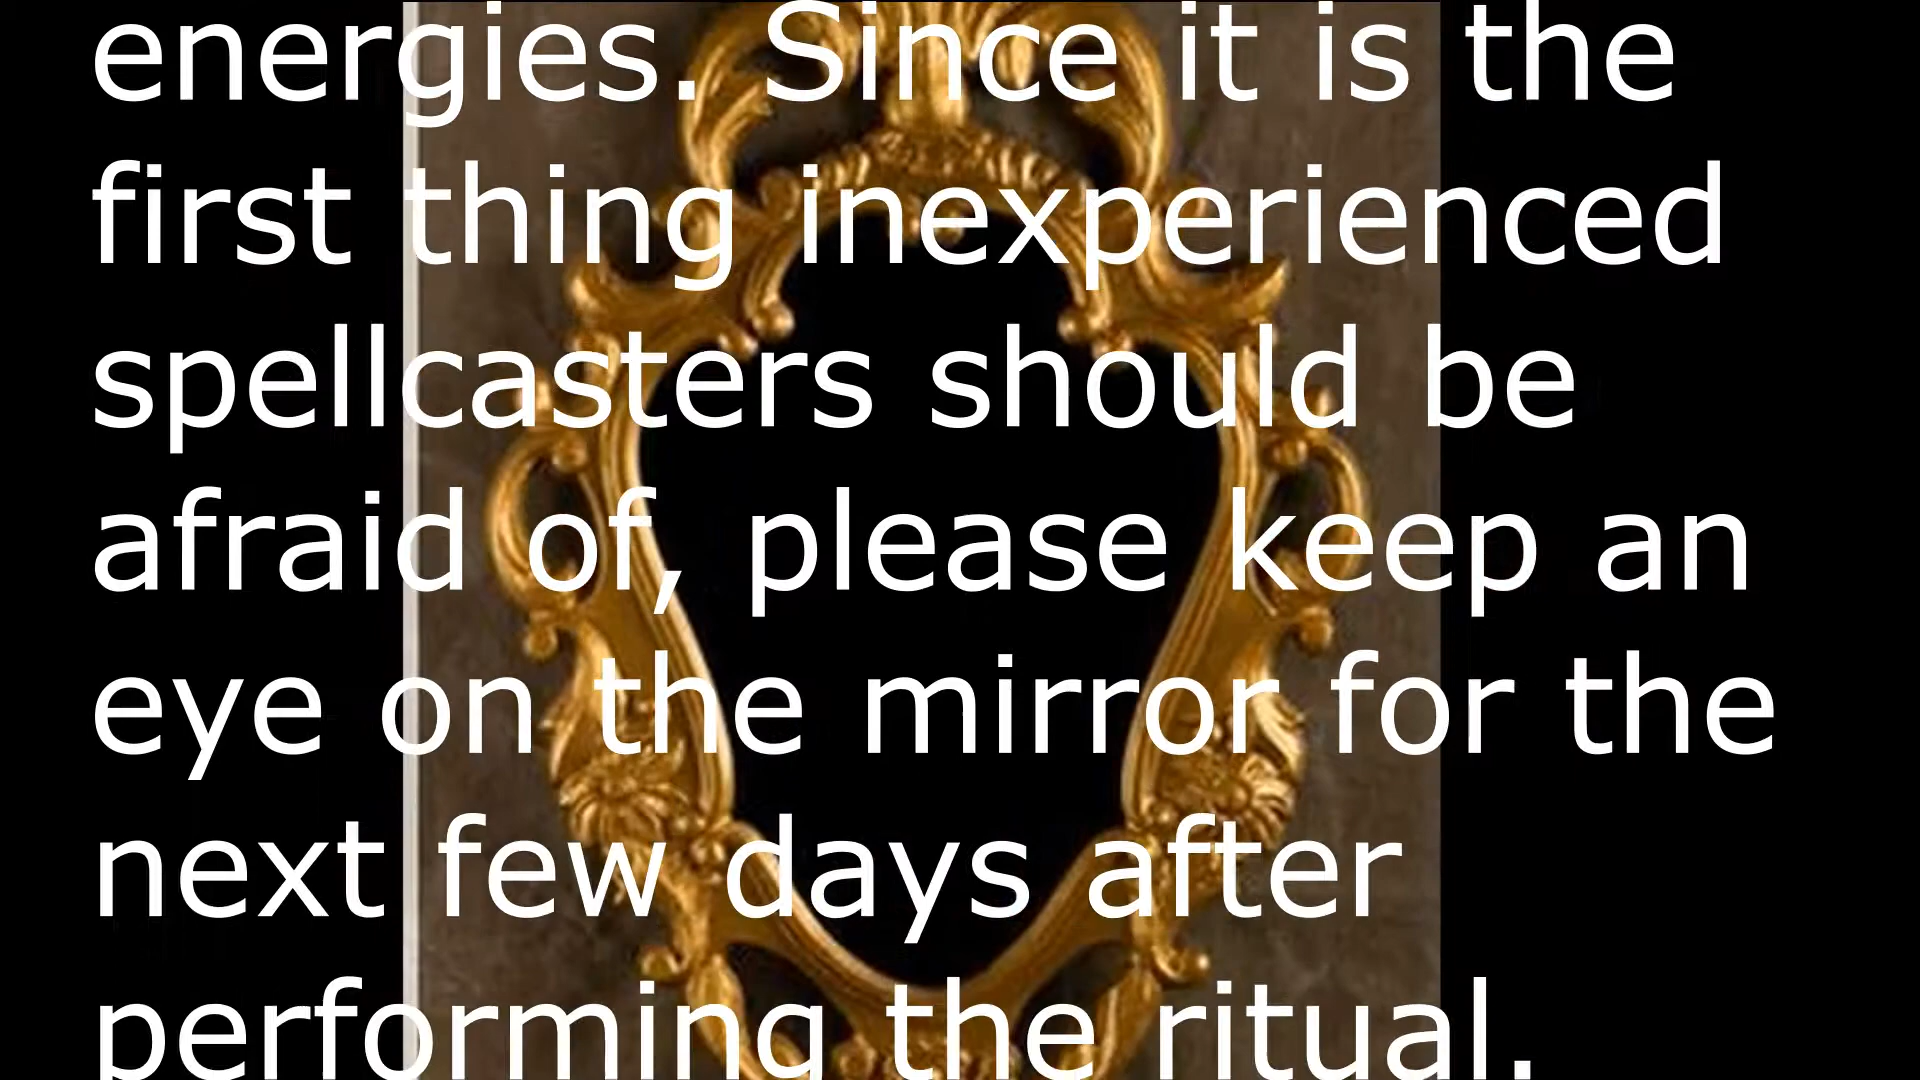 energies. Since it is the
first thing inexperienced
spellcasters should be
afraid of, please keep an
eye on the mirror for the
next few days after
performing the ritual.